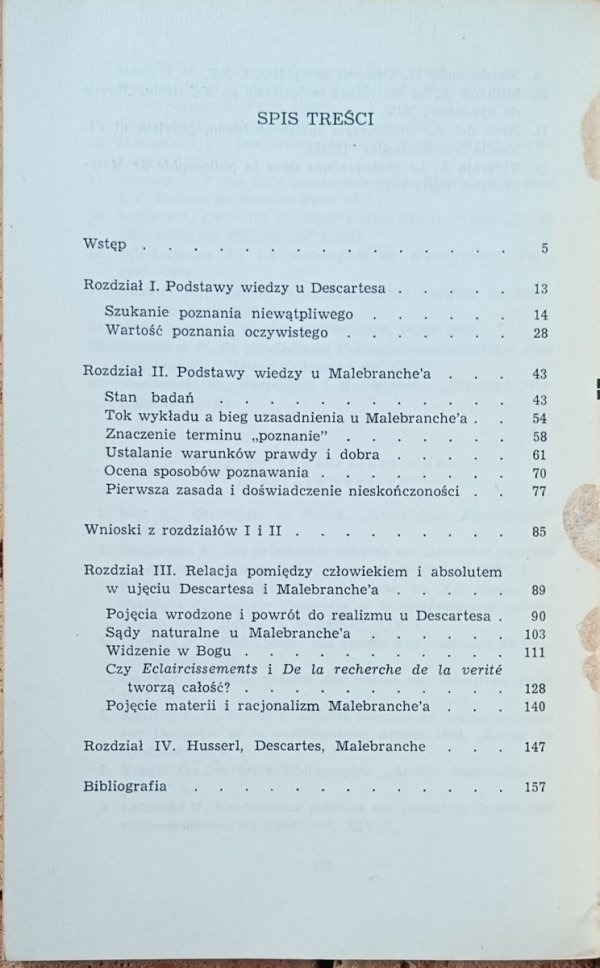 SPIS TREŚCI
Wstęp . . . . . . . . . . . . . . . . . 5
Rozdział I. Podstawy wiedzy u Descartesa . . . . . 13
Szukanie poznania niewątpliwego . . . . . . 14
Wartość poznania oczywistego . . . . . . . . 28
Rozdział II. Podstawy wiedzy u Malebranche'a . . . 43
Stan badań . . . . . . . . . . . . . 43
Tok wykładu a bieg uzasadnienia u Malebranche'a . . 54
Znaczenie terminu „poznanie” . . . . . . . 58
Ustalanie warunków prawdy i dobra . . . . . 61
Ocena sposobów poznawania . . . . . . . . 70
Pierwsza zasada i doświadczenie nieskończoności . . 77
Wnioski z rozdziałów I i II . . . . . . . . . 85
Rozdział III. Relacja pomiędzy człowiekiem i absolutem
w ujęciu Descartesa i Malebranche'a . . . . . 89
Pojęcia wrodzone i powrót do realizmu u Descartesa . 90
Sądy naturalne u Malebranche'a . . . . . . 103
Widzenie w Bogu . . . . . . . . . . . 111
Czy Eclaircissements i De la recherche de la verité
tworzą całość? . . . . . . . . . . . 128
Pojęcie materii i racjonalizm Malebranche'a . . . 140
Rozdział IV. Husserl, Descartes, Malebranche . . . 147
Bibliografia . . . . . . . . . . . . . . 157